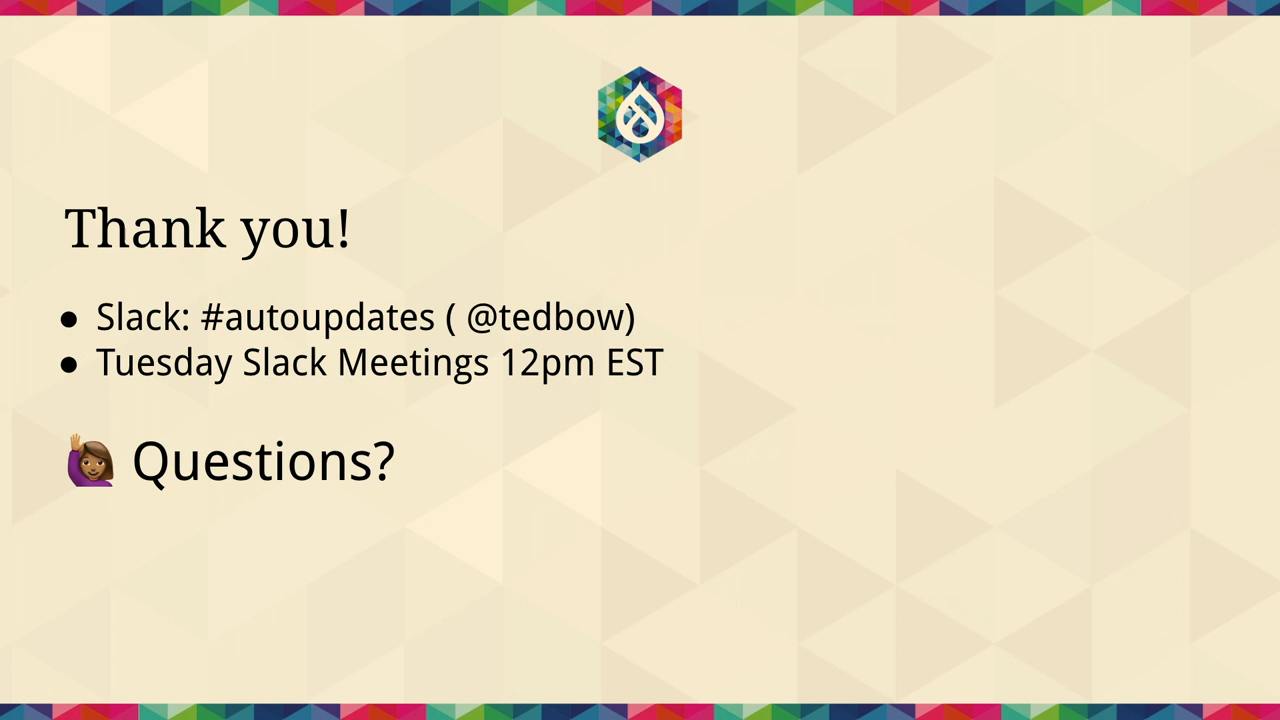 Thank you!
● Slack: #autoupdates ( @tedbow)
● Tuesday Slack Meetings 12pm EST
🙋🏾‍♀️ Questions?